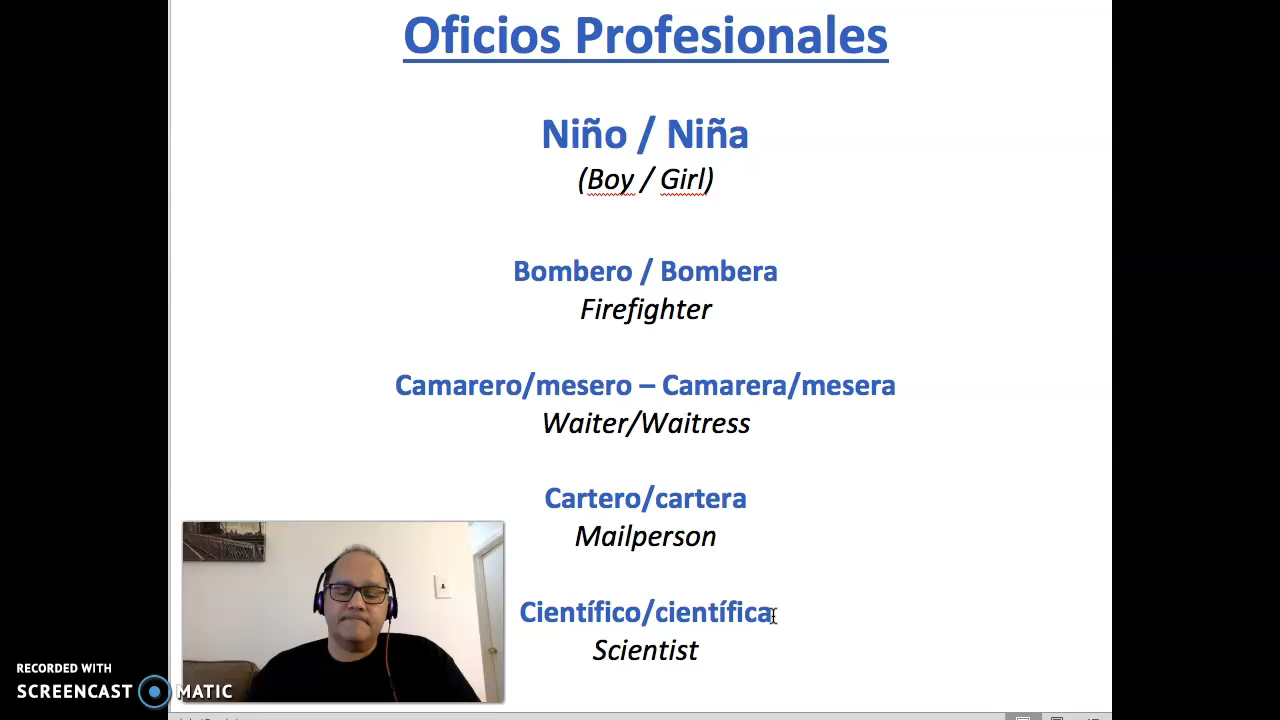 Oficios Profesionales
Niño / Niña
(Boy / Girl)
Bombero / Bombera
Firefighter
Camarero/mesero – Camarera/mesera
Waiter/Waitress
Cartero/cartera
Mailperson
Científico/científica
Scientist
RECORDED WITH
SCREENCAST MATIC